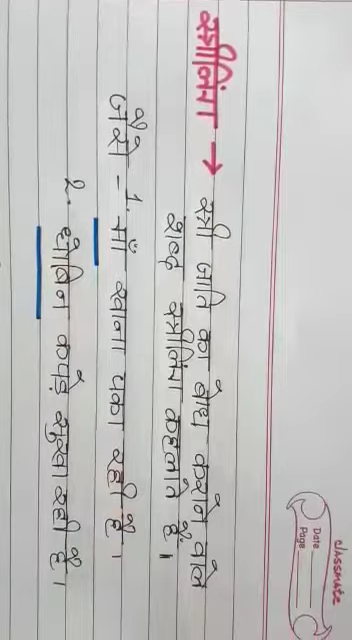 classmate
Date
Page
स्त्रीलिंग → स्त्री जाति का बोध कराने वाले
शब्द स्त्रीलिंग कहलाते है।
जैसे - 1. माँ खाना पका रही है।
2. धोबिन कपड़े सुखा रही है।